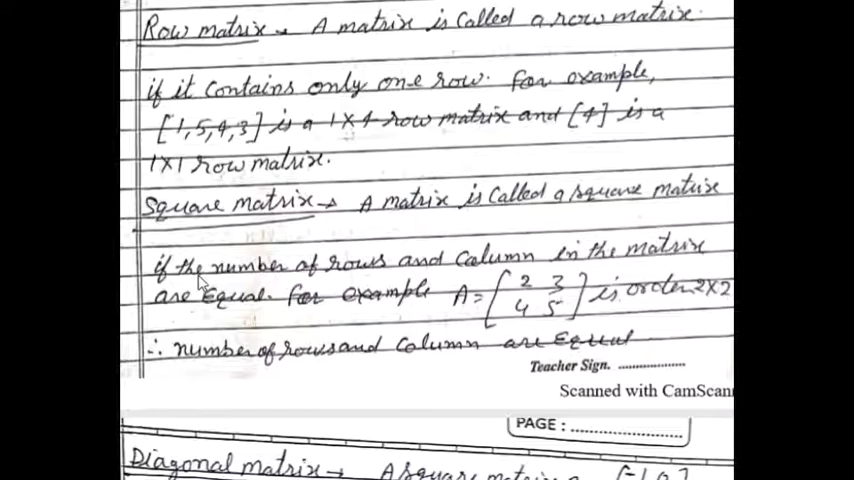 Row matrix → A matrix is called a row matrix.
if it contains only one row. for example,
[1,5,4,3] is a 1×4 row matrix and [4] is a
1×1 row matrix.
Square matrix → A matrix is called a square matrix
if the number of rows and column in the matrix
are Equal. for example A = [2 3
4 5] is order 2×2
∴ number of rows and column are Equal
Teacher Sign. ....................
Scanned with CamScan
PAGE : ....................
Diagonal matrix → A square matrix